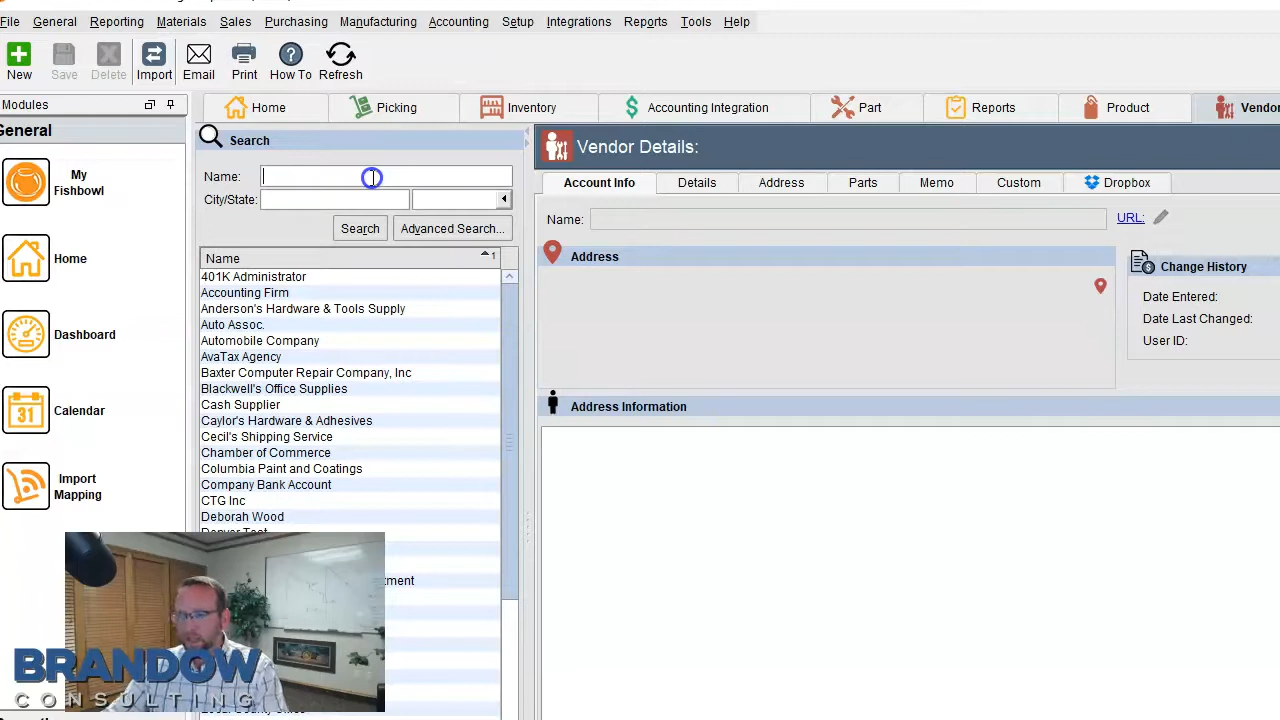 File General Reporting Materials Sales Purchasing Manufacturing Accounting Setup Integrations Reports Tools Help
New Save Delete Import Email Print How To Refresh
Modules
General
My Fishbowl
Home
Dashboard
31 Calendar
Import Mapping
Home Picking Inventory Accounting Integration Part Reports Product Vendor
Search
Name:
City/State:
Search Advanced Search...
Name 1
401K Administrator
Accounting Firm
Anderson's Hardware & Tools Supply
Auto Assoc.
Automobile Company
AvaTax Agency
Baxter Computer Repair Company, Inc
Blackwell's Office Supplies
Cash Supplier
Caylor's Hardware & Adhesives
Cecil's Shipping Service
Chamber of Commerce
Columbia Paint and Coatings
Company Bank Account
CTG Inc
Deborah Wood
tment
Vendor Details:
Account Info Details Address Parts Memo Custom Dropbox
Name: URL:
Address
Change History
Date Entered:
Date Last Changed:
User ID:
Address Information
BRANDOW
CONSULTING